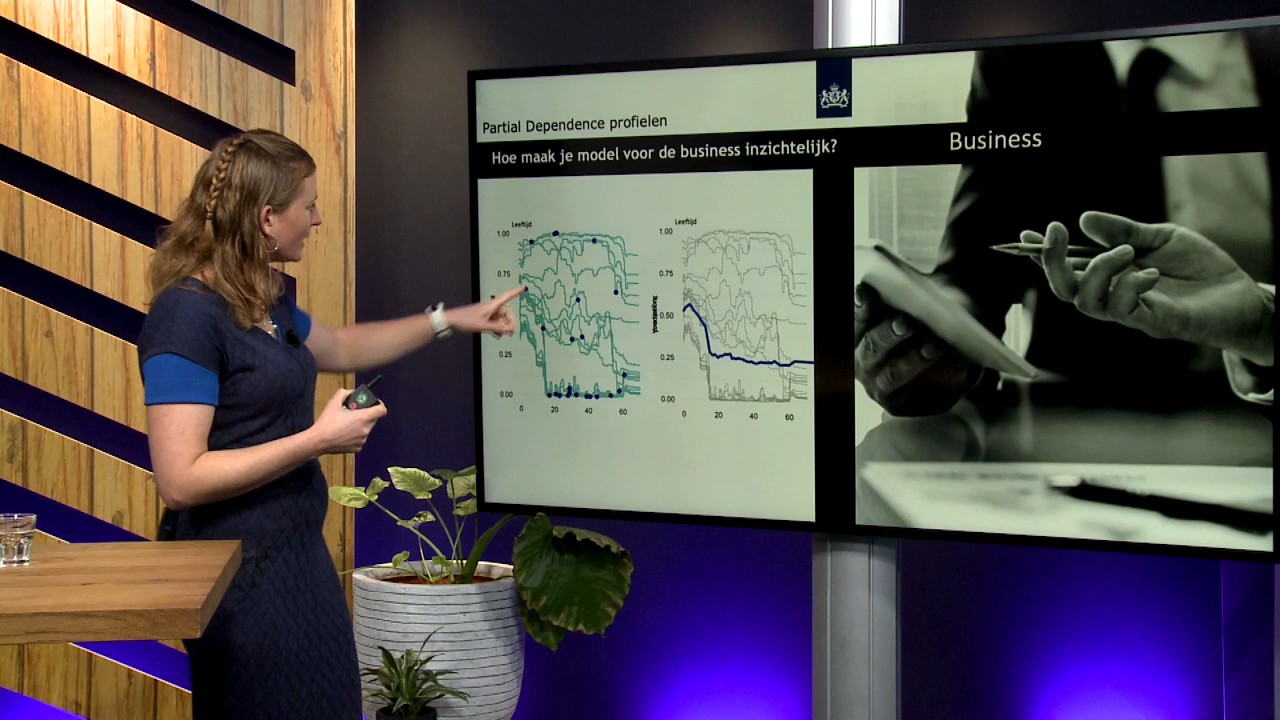 Partial Dependence profielen
Hoe maak je model voor de business inzichtelijk?
Business
Leeftijd
1.00
0.75
0.25
0.00
0 20 40 60
Leeftijd
1.00
0.75
0.50
0.25
0.00
0 20 40 60